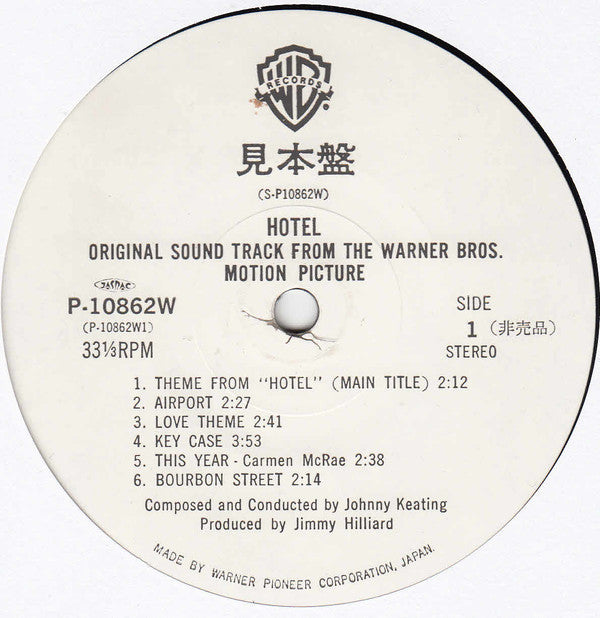 WB
RECORDS
見本盤
(S-P10862W)
HOTEL
ORIGINAL SOUND TRACK FROM THE WARNER BROS.
MOTION PICTURE
JASRAC
P-10862W
(P-10862W1)
33⅓RPM
SIDE
1 (非売品)
STEREO
1. THEME FROM "HOTEL" (MAIN TITLE) 2:12
2. AIRPORT 2:27
3. LOVE THEME 2:41
4. KEY CASE 3:53
5. THIS YEAR - Carmen McRae 2:38
6. BOURBON STREET 2:14
Composed and Conducted by Johnny Keating
Produced by Jimmy Hilliard
MADE BY WARNER PIONEER CORPORATION, JAPAN.